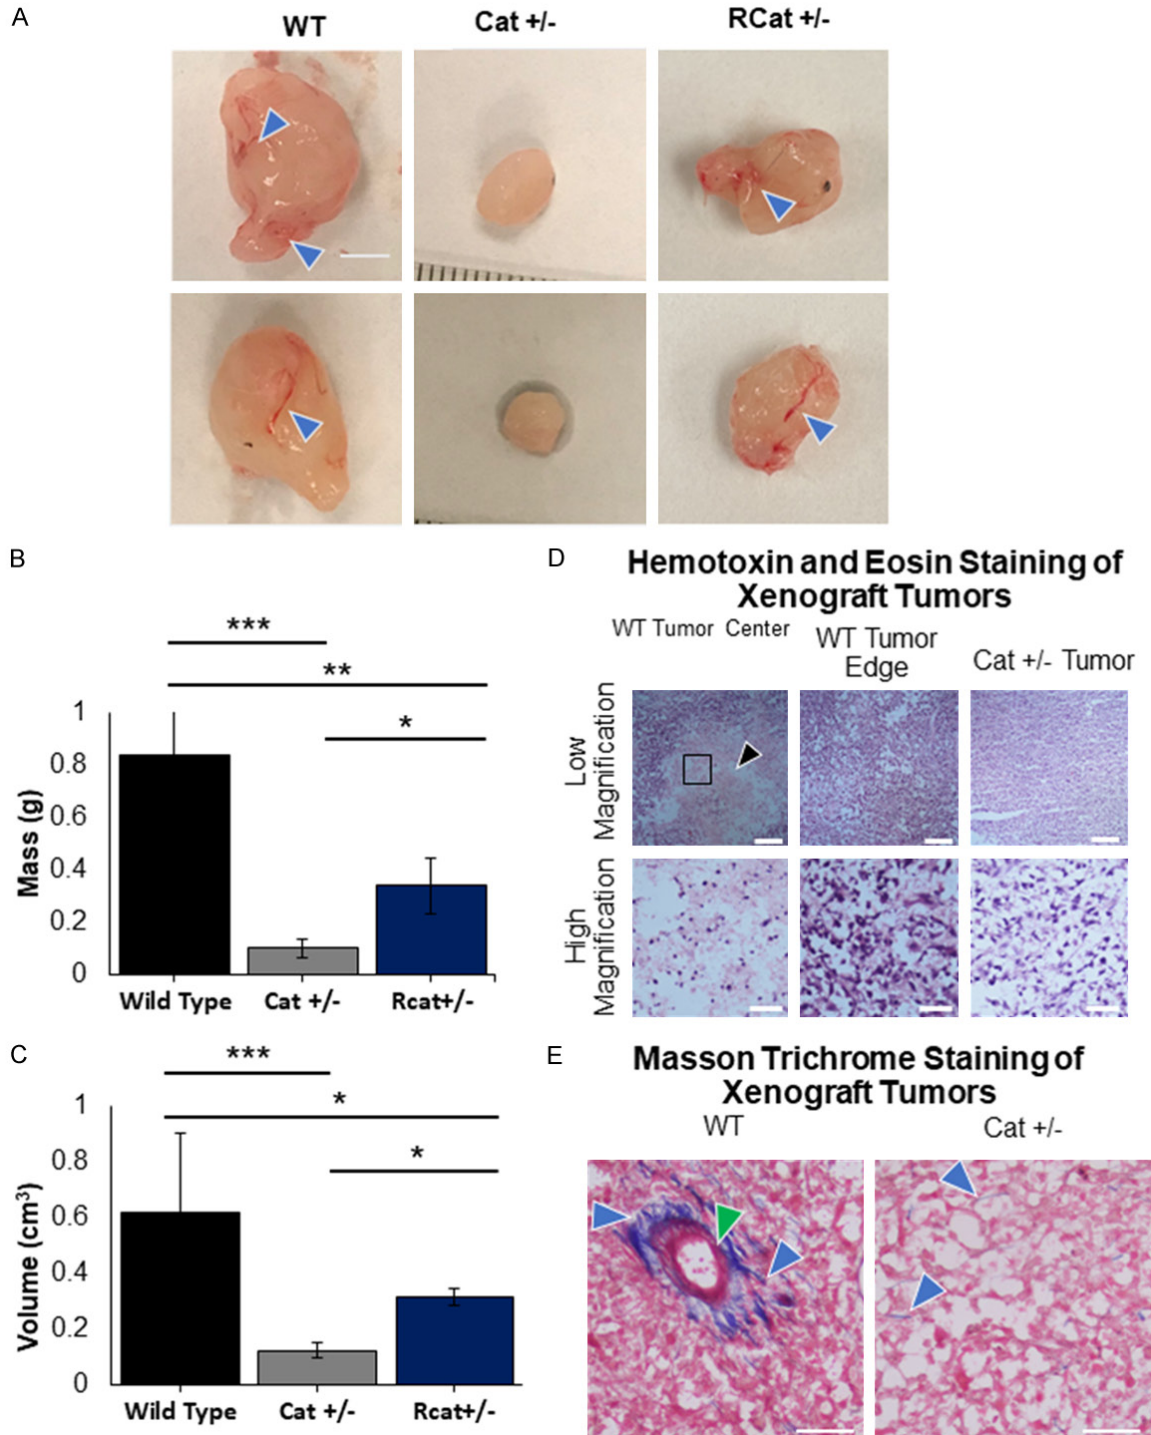 A
WT
Cat +/-
RCat +/-
B
***
**
*
1
0.8
0.6
0.4
0.2
0
Mass (g)
Wild Type
Cat +/-
Rcat+/-
C
***
*
*
1
0.8
0.6
0.4
0.2
0
Volume (cm³)
Wild Type
Cat +/-
Rcat+/-
D
Hemotoxin and Eosin Staining of
Xenograft Tumors
WT Tumor Center
WT Tumor
Edge
Cat +/- Tumor
Low
Magnification
High
Magnification
E
Masson Trichrome Staining of
Xenograft Tumors
WT
Cat +/-